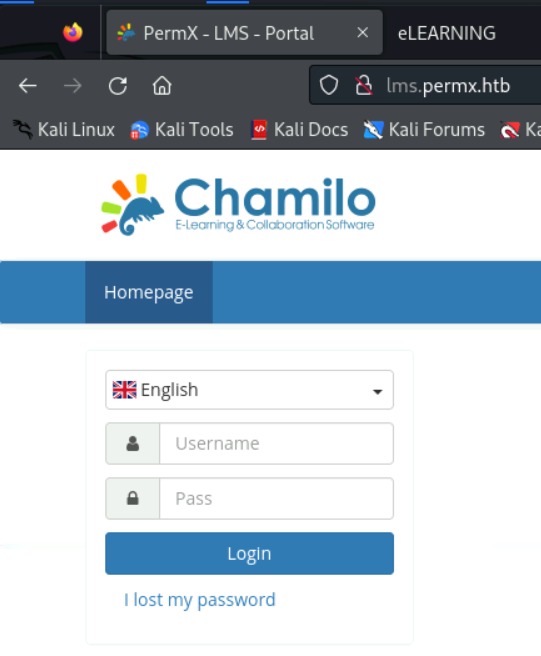 PermX - LMS - Portal
eLEARNING
lms.permx.htb
Kali Linux Kali Tools Kali Docs Kali Forums Ka
Chamilo
E-Learning & Collaboration Software
Homepage
English
Username
Pass
Login
I lost my password